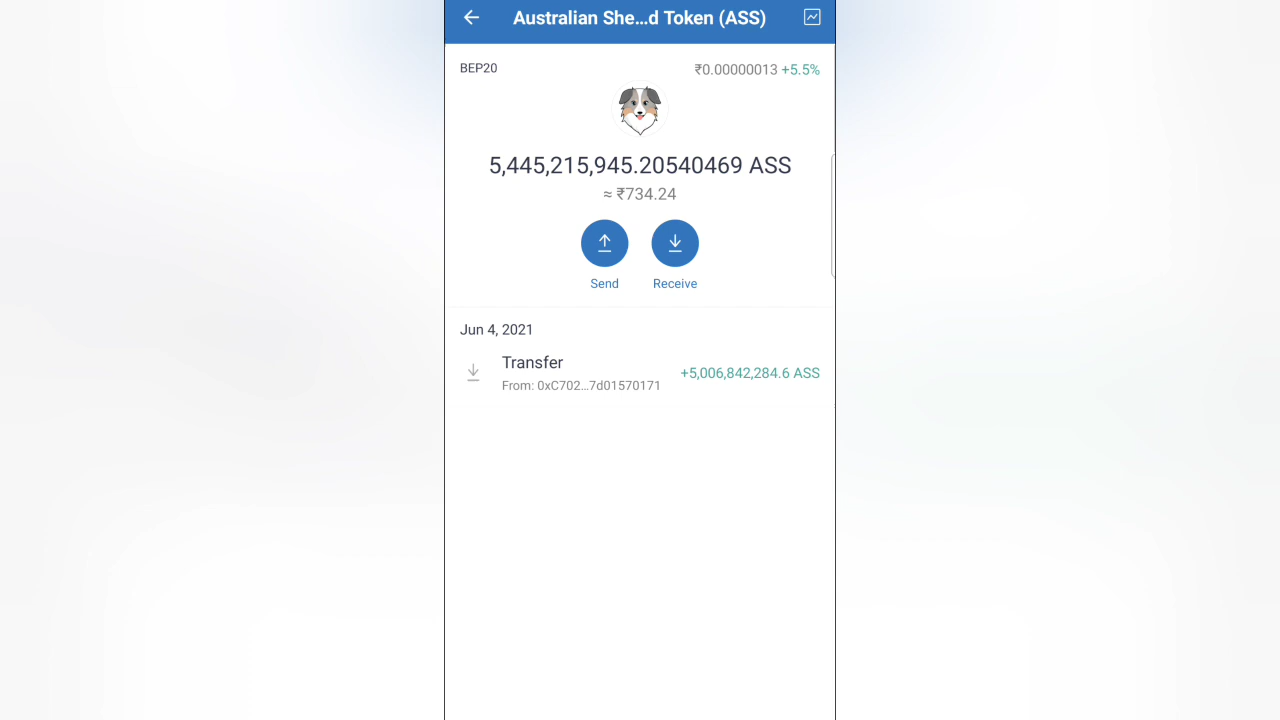 Australian She...d Token (ASS)
BEP20
₹0.00000013 +5.5%
5,445,215,945.20540469 ASS
≈ ₹734.24
Send
Receive
Jun 4, 2021
Transfer
+5,006,842,284.6 ASS
From: 0xC702...7d01570171